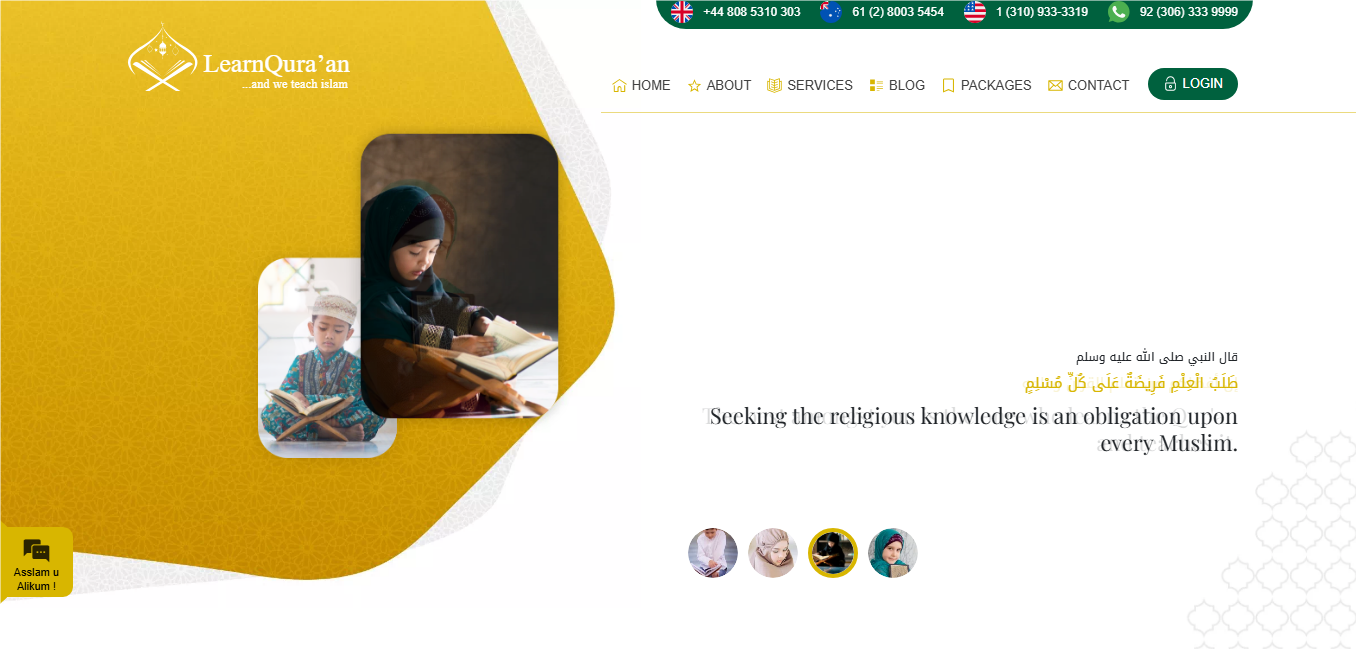 +44 808 5310 303 61 (2) 8003 5454 1 (310) 933-3319 92 (306) 333 9999
LearnQura’an
...and we teach islam
HOME ABOUT SERVICES BLOG PACKAGES CONTACT LOGIN
قال النبي صلى الله عليه وسلم
طَلَبُ الْعِلْمِ فَرِيضَةٌ عَلَى كُلِّ مُسْلِمٍ
Seeking the religious knowledge is an obligation upon
every Muslim.
Asslam u
Alikum !